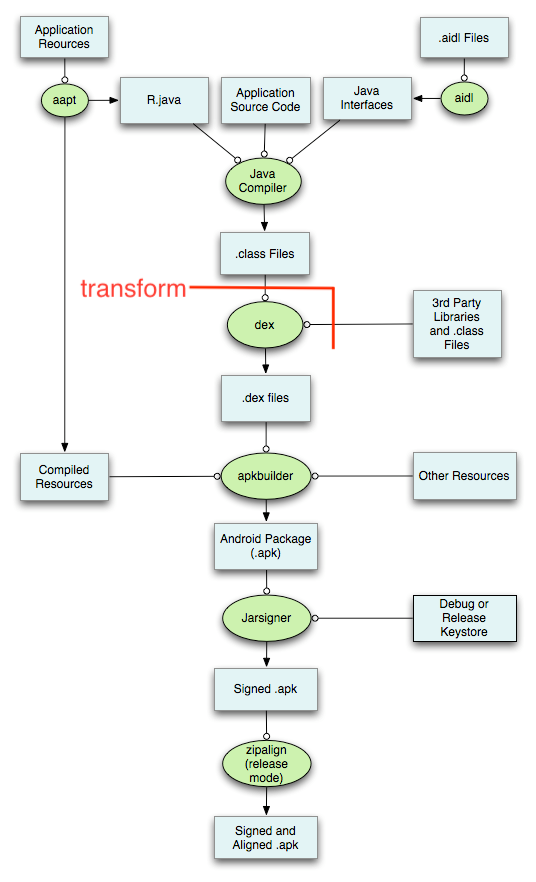 Application
Reources
.aidl Files
aapt
R.java
Application
Source Code
Java
Interfaces
aidl
Java
Compiler
.class Files
transform
dex
3rd Party
Libraries
and .class
Files
.dex files
Compiled
Resources
apkbuilder
Other Resources
Android Package
(.apk)
Jarsigner
Debug or
Release
Keystore
Signed .apk
zipalign
(release
mode)
Signed and
Aligned .apk